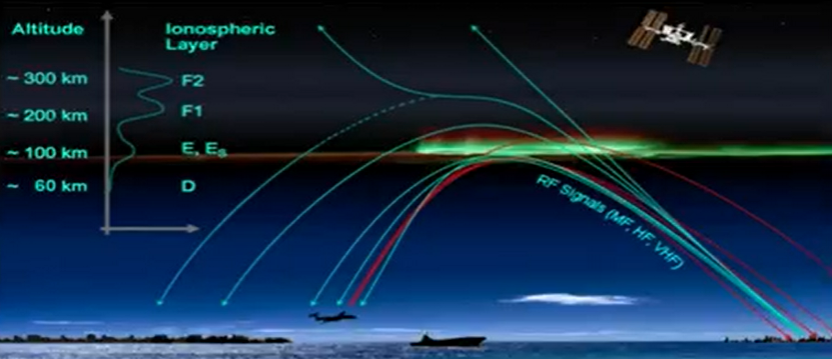 Altitude
Ionospheric
Layer
~ 300 km
F2
~ 200 km
F1
~ 100 km
E, Es
~ 60 km
D
RF Signals (MF, HF, VHF)